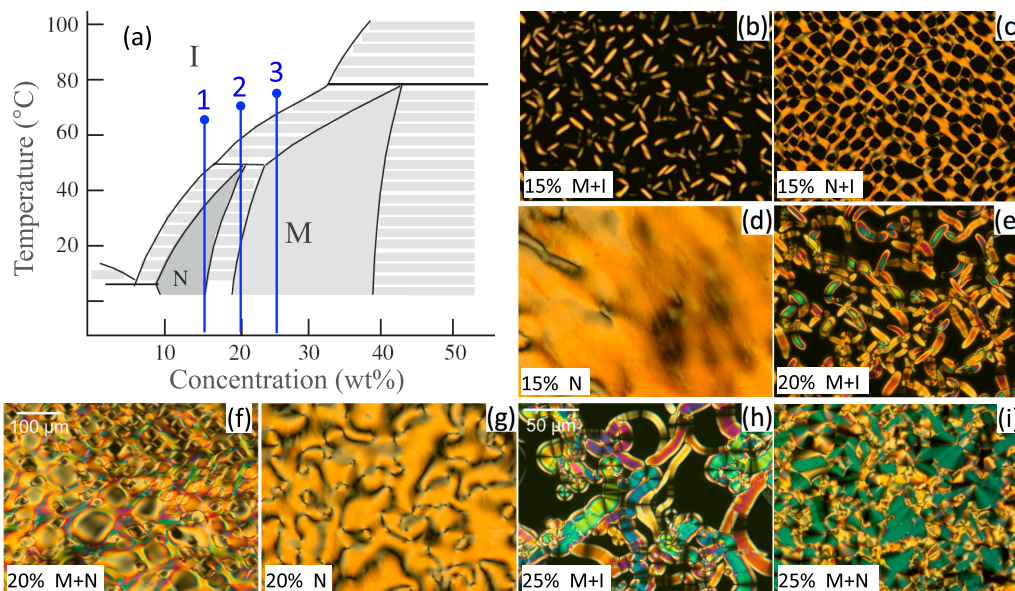 (a)
Temperature (°C)
100
80
60
40
20
I
1
2
3
M
N
10
20
30
40
50
Concentration (wt%)
(b)
15% M+I
(c)
15% N+I
(d)
15% N
(e)
20% M+I
(f)
100 μm
20% M+N
(g)
20% N
(h)
50 μm
25% M+I
(i)
25% M+N